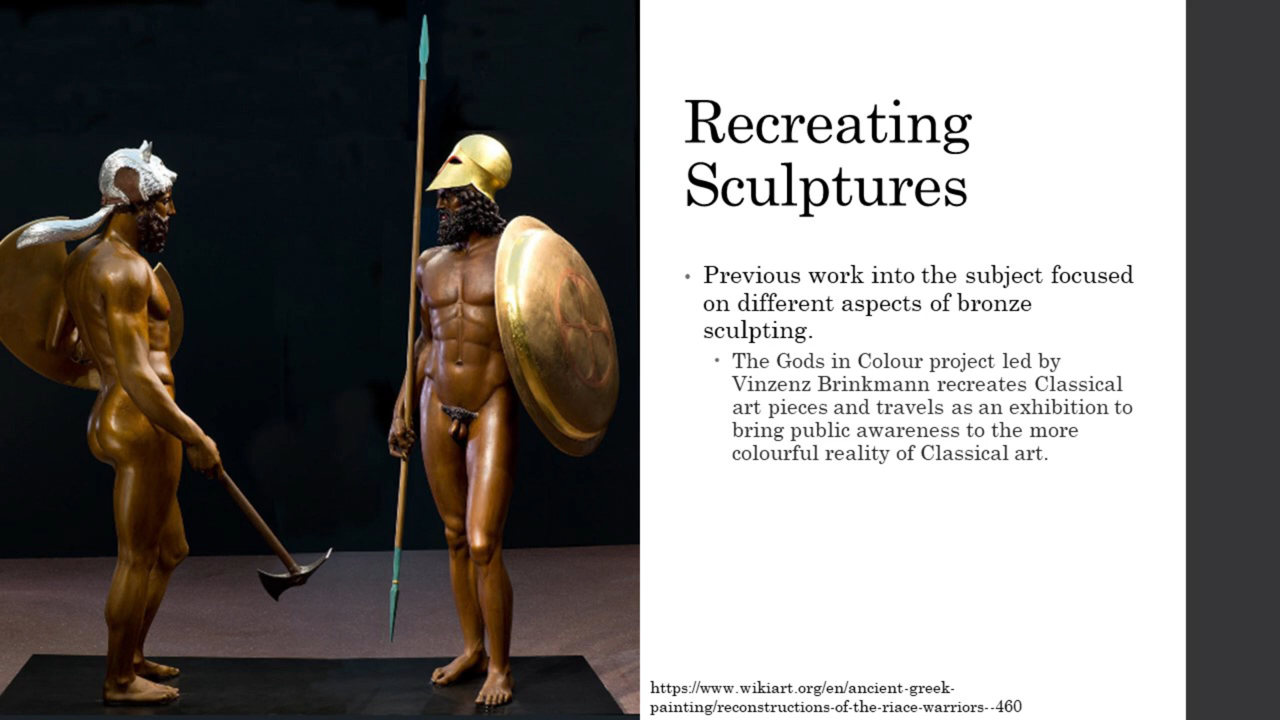 Recreating
Sculptures
• Previous work into the subject focused
on different aspects of bronze
sculpting.
• The Gods in Colour project led by
Vinzenz Brinkmann recreates Classical
art pieces and travels as an exhibition to
bring public awareness to the more
colourful reality of Classical art.
https://www.wikiart.org/en/ancient-greek-
painting/reconstructions-of-the-riace-warriors--460